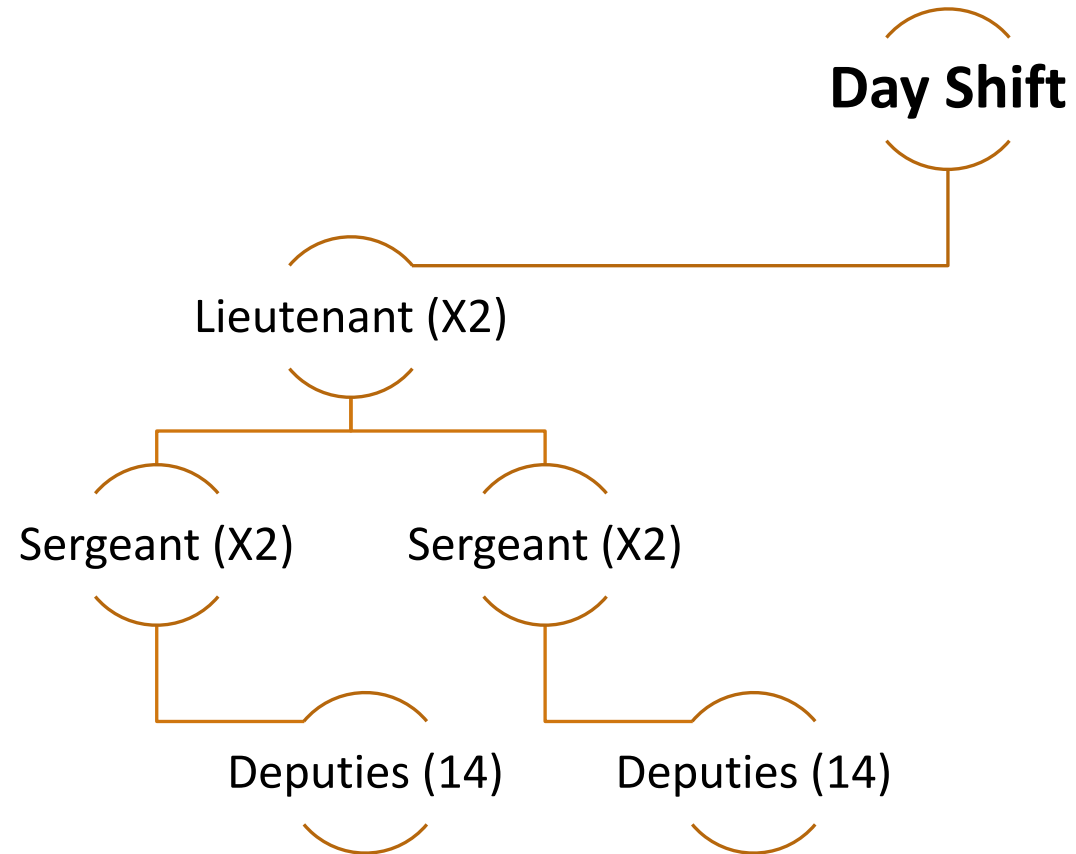 Day Shift
Lieutenant (X2)
Sergeant (X2)
Sergeant (X2)
Deputies (14)
Deputies (14)